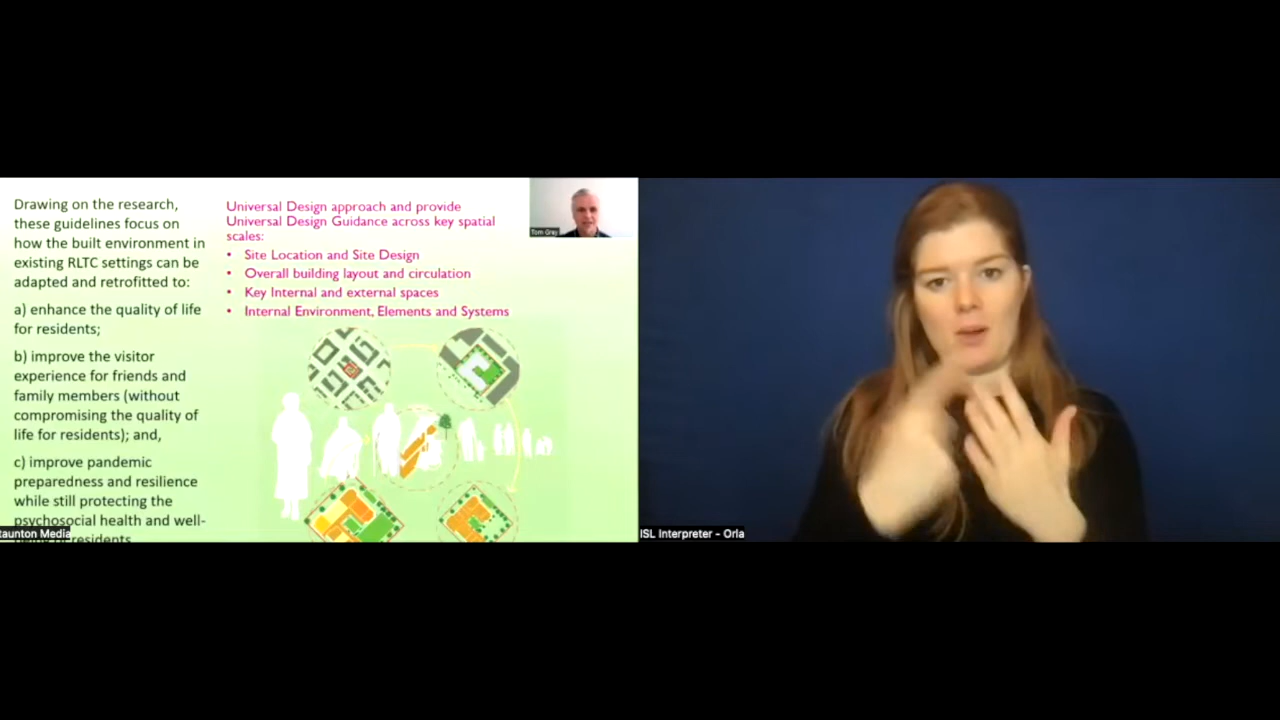 Drawing on the research,
these guidelines focus on
how the built environment in
existing RLTC settings can be
adapted and retrofitted to:
a) enhance the quality of life
for residents;
b) improve the visitor
experience for friends and
family members (without
compromising the quality of
life for residents); and,
c) improve pandemic
preparedness and resilience
while still protecting the
psychosocial health and well-
residents
Universal Design approach and provide
Universal Design Guidance across key spatial
scales:
• Site Location and Site Design
• Overall building layout and circulation
• Key Internal and external spaces
• Internal Environment, Elements and Systems
Tom Grey
taunton Media
ISL Interpreter - Orla